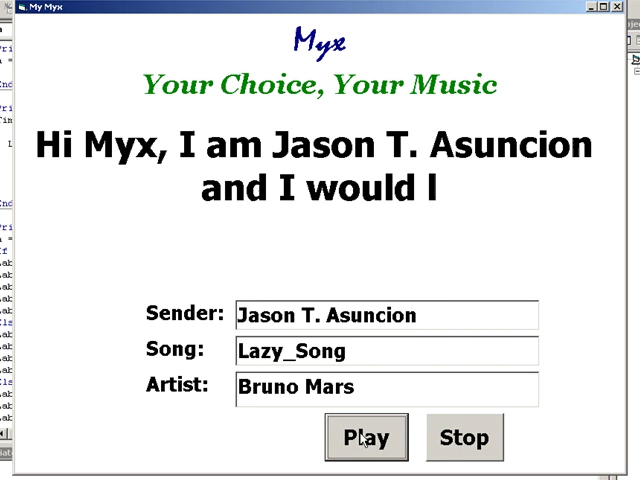 My Myx
Myx
Your Choice, Your Music
Hi Myx, I am Jason T. Asuncion
and I would l
Sender: Jason T. Asuncion
Song: Lazy_Song
Artist: Bruno Mars
Play Stop